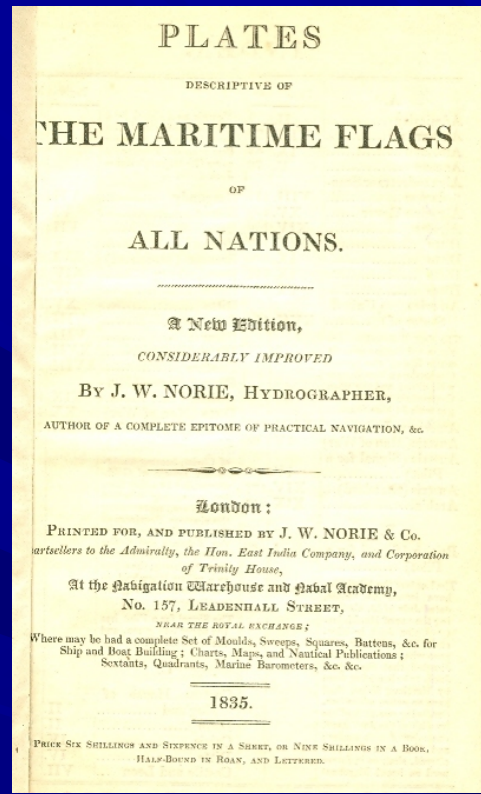 PLATES
DESCRIPTIVE OF
THE MARITIME FLAGS
OF
ALL NATIONS.
A New Edition,
CONSIDERABLY IMPROVED
BY J. W. NORIE, HYDROGRAPHER,
AUTHOR OF A COMPLETE EPITOME OF PRACTICAL NAVIGATION, &c.
London:
PRINTED FOR, AND PUBLISHED BY J. W. NORIE & Co.
artsellers to the Admiralty, the Hon. East India Company, and Corporation
of Trinity House,
At the Navigation Warehouse and Naval Academy,
No. 157, LEADENHALL STREET,
NEAR THE ROYAL EXCHANGE;
Where may be had a complete Set of Moulds, Sweeps, Squares, Battens, &c. for
Ship and Boat Building; Charts, Maps, and Nautical Publications;
Sextants, Quadrants, Marine Barometers, &c. &c.
1835.
PRICE SIX SHILLINGS AND SIXPENCE IN A SHEET, OR NINE SHILLINGS IN A BOOK,
HALF-BOUND IN ROAN, AND LETTERED.